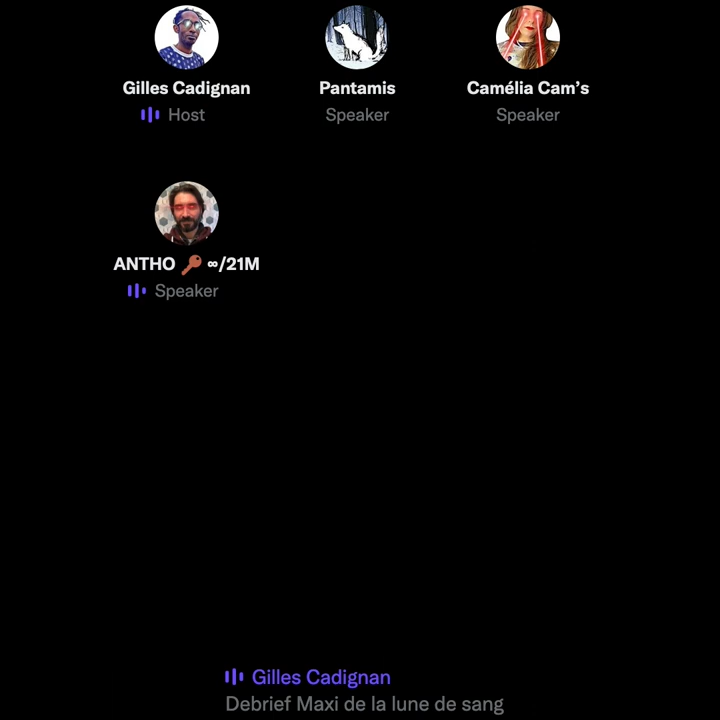 Gilles Cadignan
Host
Pantamis
Speaker
Camélia Cam’s
Speaker
ANTHO 🔑 ∞/21M
Speaker
Gilles Cadignan
Debrief Maxi de la lune de sang